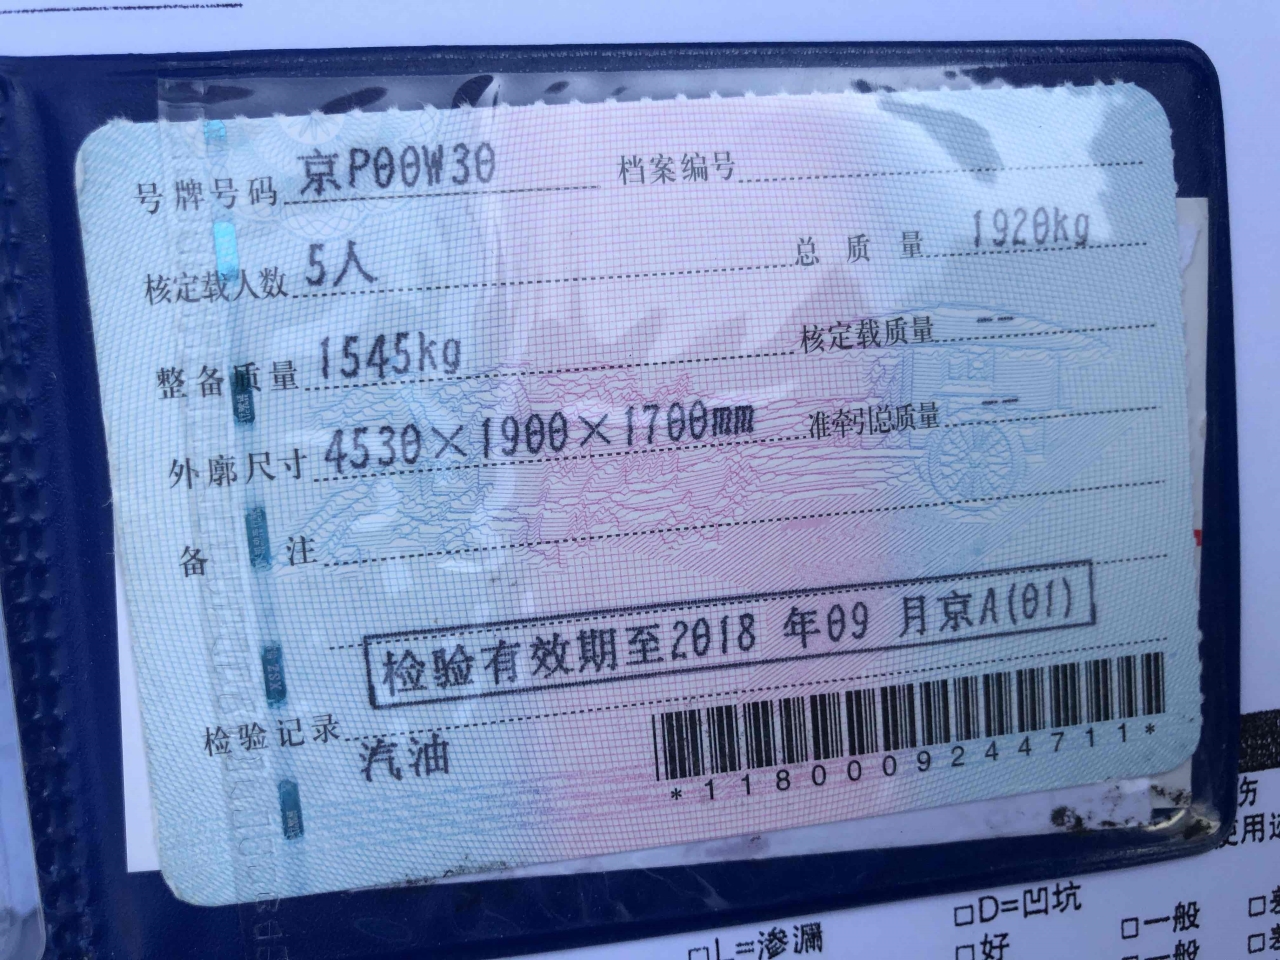 号牌号码 京P00W30 档案编号
核定载人数 5人 总质量 1920kg
整备质量 1545kg 核定载质量 --
外廓尺寸 4530×1900×1700mm 准牵引总质量 --
备注
检验有效期至2018 年09 月京A(01)
检验记录
汽油
*1180009244711*
伤
使用
□D=凹坑 □一般
□L=渗漏 □好 □一般